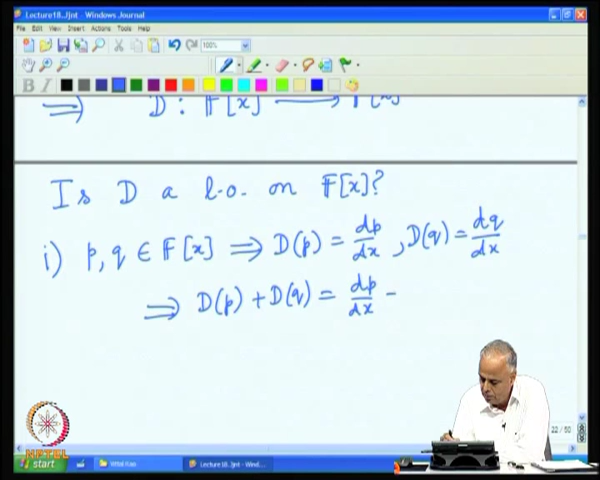 Lecture18.Jnt - Windows Journal
File Edit View Insert Actions Tools Help
100%
B I
⟹ D : F[x] ⟶ F[x]
Is D a l.o. on F[x]?
i) p, q ∈ F[x] ⟹ D(p) = dp/dx , D(q) = dq/dx
⟹ D(p) + D(q) = dp/dx -
22 / 50
NPTEL
start
Lecture18.Jnt - Wind...